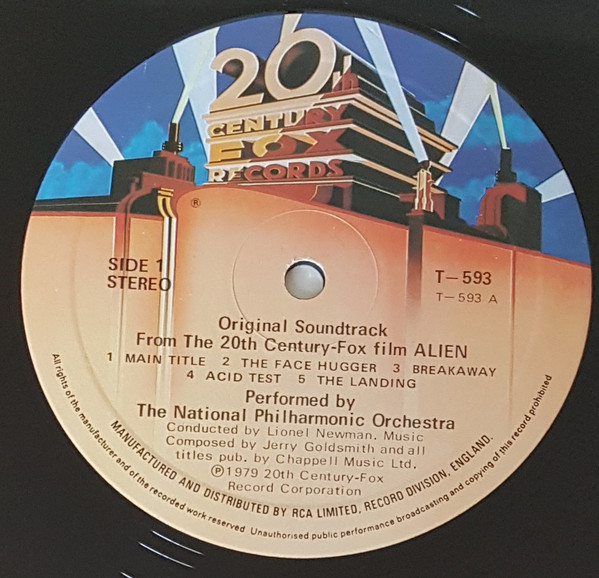 20th
CENTURY
FOX
RECORDS
®
SIDE 1
STEREO
T-593
T-593 A
Original Soundtrack
From The 20th Century-Fox film ALIEN
1 MAIN TITLE 2 THE FACE HUGGER 3 BREAKAWAY
4 ACID TEST 5 THE LANDING
Performed by
The National Philharmonic Orchestra
Conducted by Lionel Newman. Music
Composed by Jerry Goldsmith and all
titles pub. by Chappell Music Ltd.
℗1979 20th Century-Fox
Record Corporation
MANUFACTURED AND DISTRIBUTED BY RCA LIMITED, RECORD DIVISION, ENGLAND.
All rights of the manufacturer and of the recorded work reserved. Unauthorised public performance broadcasting and copying of this record prohibited